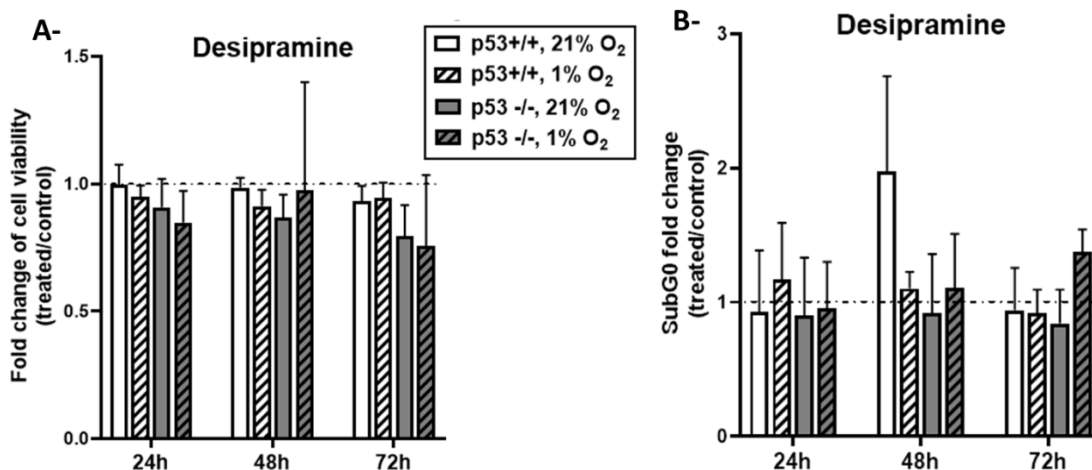 A-
Desipramine
Fold change of cell viability
(treated/control)
1.5
1.0
0.5
0.0
24h
48h
72h
p53+/+, 21% O₂
p53+/+, 1% O₂
p53 -/-, 21% O₂
p53 -/-, 1% O₂
B-
Desipramine
SubG0 fold change
(treated/control)
3
2
1
0
24h
48h
72h